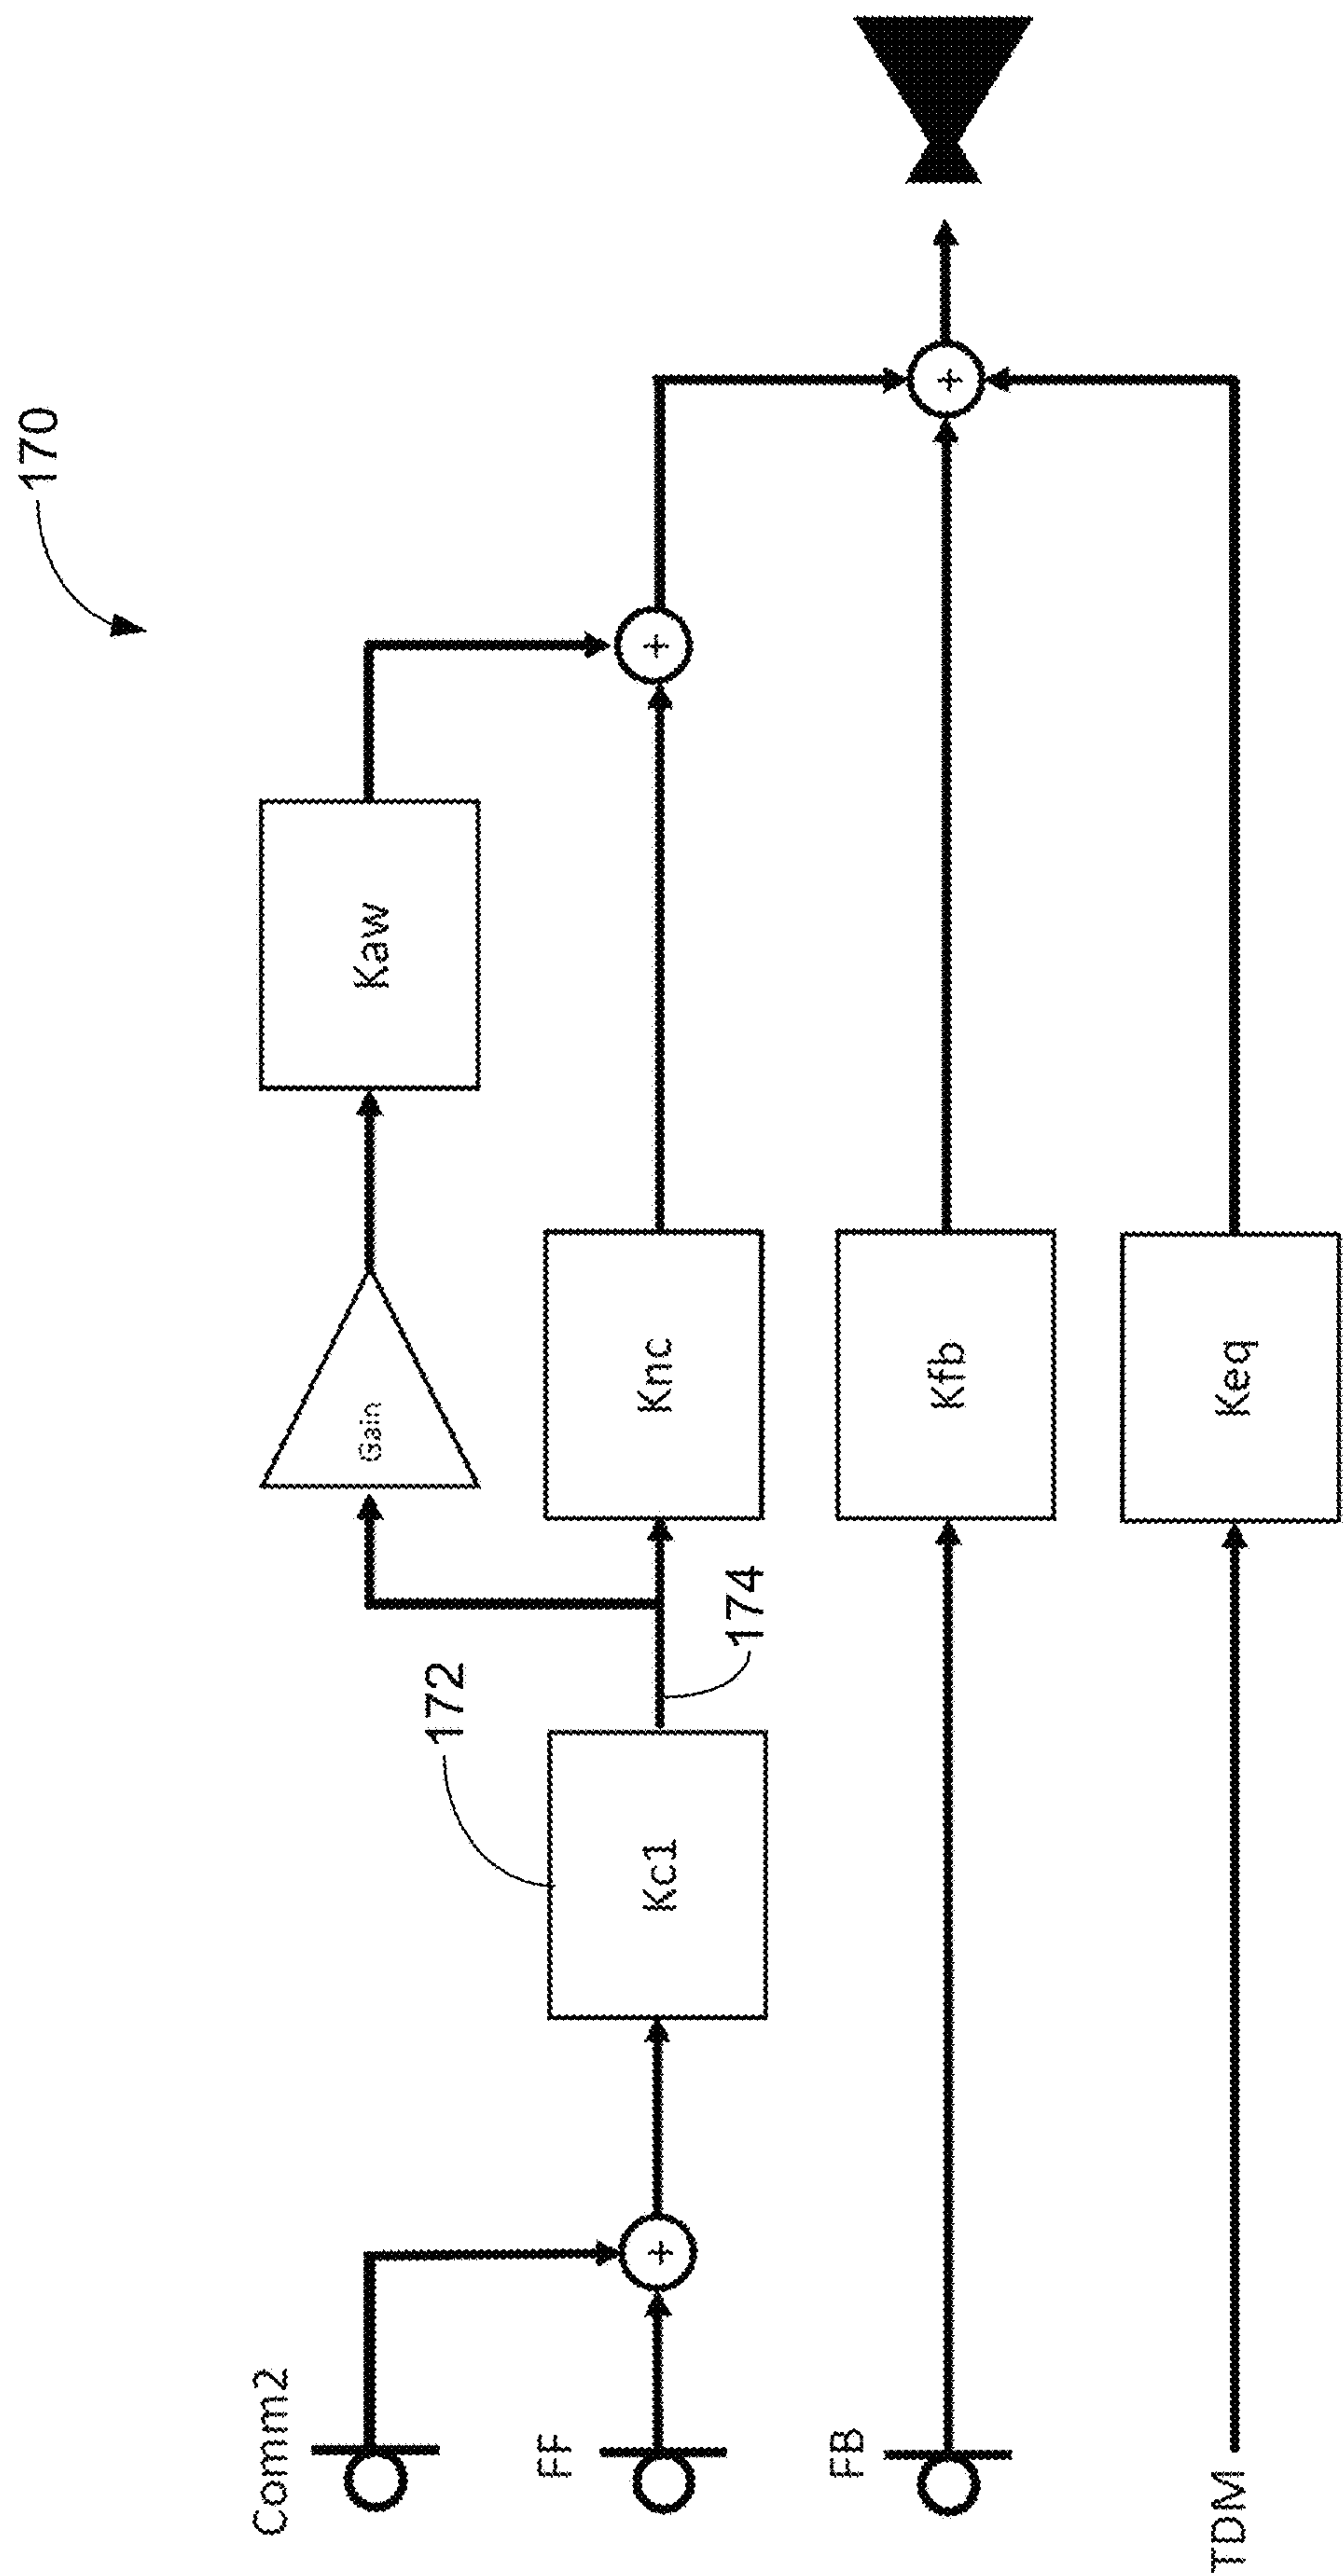 170
Comm2
FF
FB
TDM
172
Kc1
174
Gain
Kaw
Knc
Kfb
Keq
+
+
+